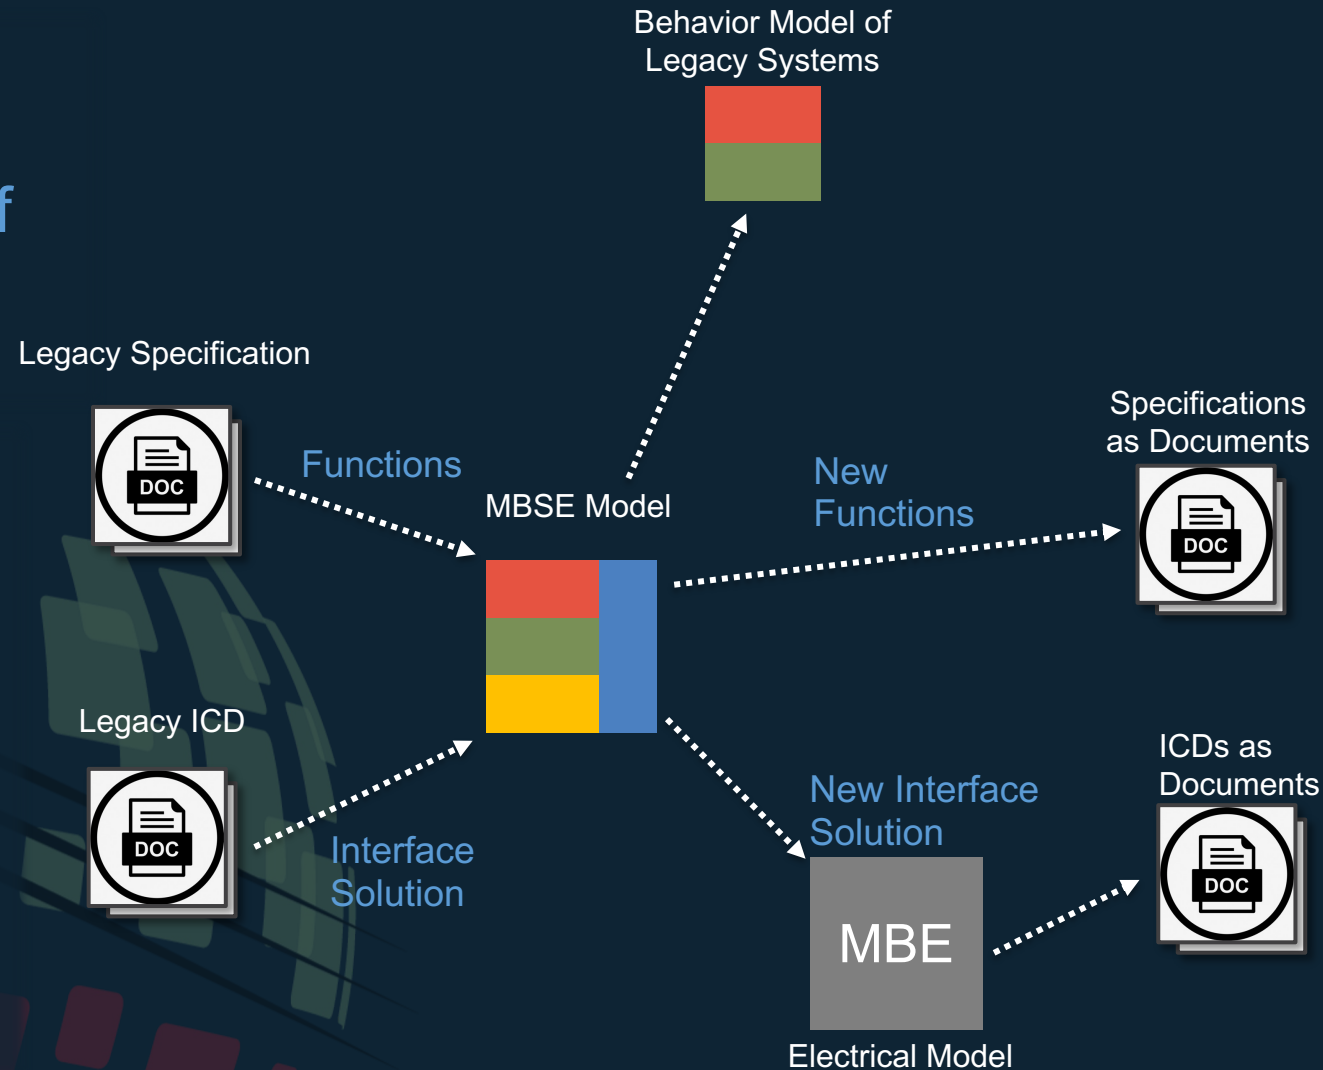 Behavior Model of
Legacy Systems
f
Legacy Specification
DOC
Functions
MBSE Model
New
Functions
Specifications
as Documents
DOC
Legacy ICD
DOC
Interface
Solution
New Interface
Solution
MBE
Electrical Model
ICDs as
Documents
DOC